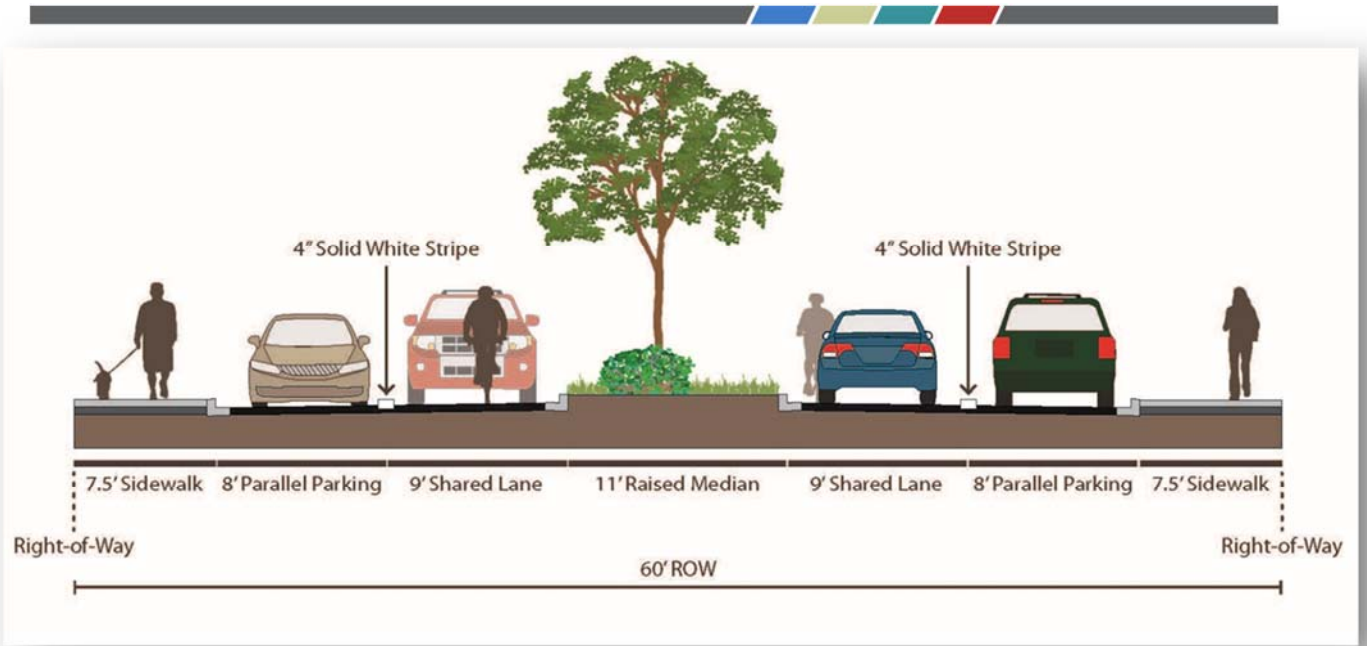 4" Solid White Stripe
4" Solid White Stripe
7.5' Sidewalk
8' Parallel Parking
9' Shared Lane
11' Raised Median
9' Shared Lane
8' Parallel Parking
7.5' Sidewalk
Right-of-Way
Right-of-Way
60' ROW